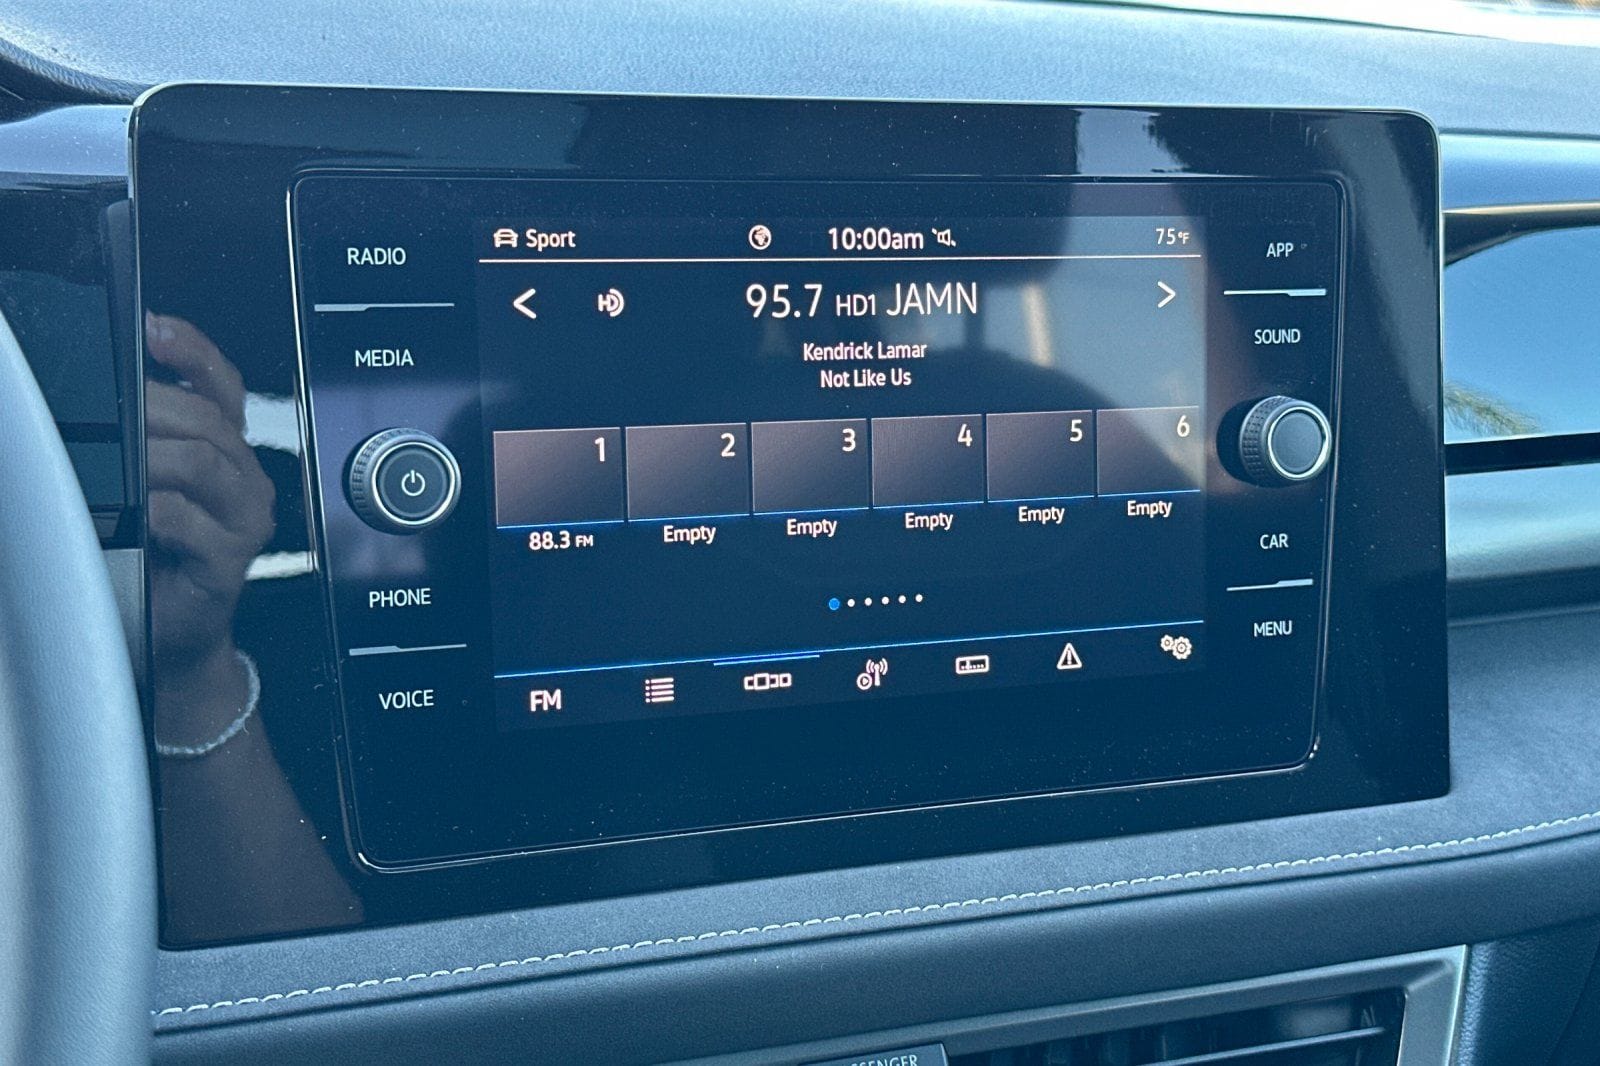 RADIO
MEDIA
PHONE
VOICE
Sport
10:00am
75°F
HD
95.7 HD1 JAMN
Kendrick Lamar
Not Like Us
1
2
3
4
5
6
88.3 FM
Empty
Empty
Empty
Empty
Empty
FM
APP
SOUND
CAR
MENU